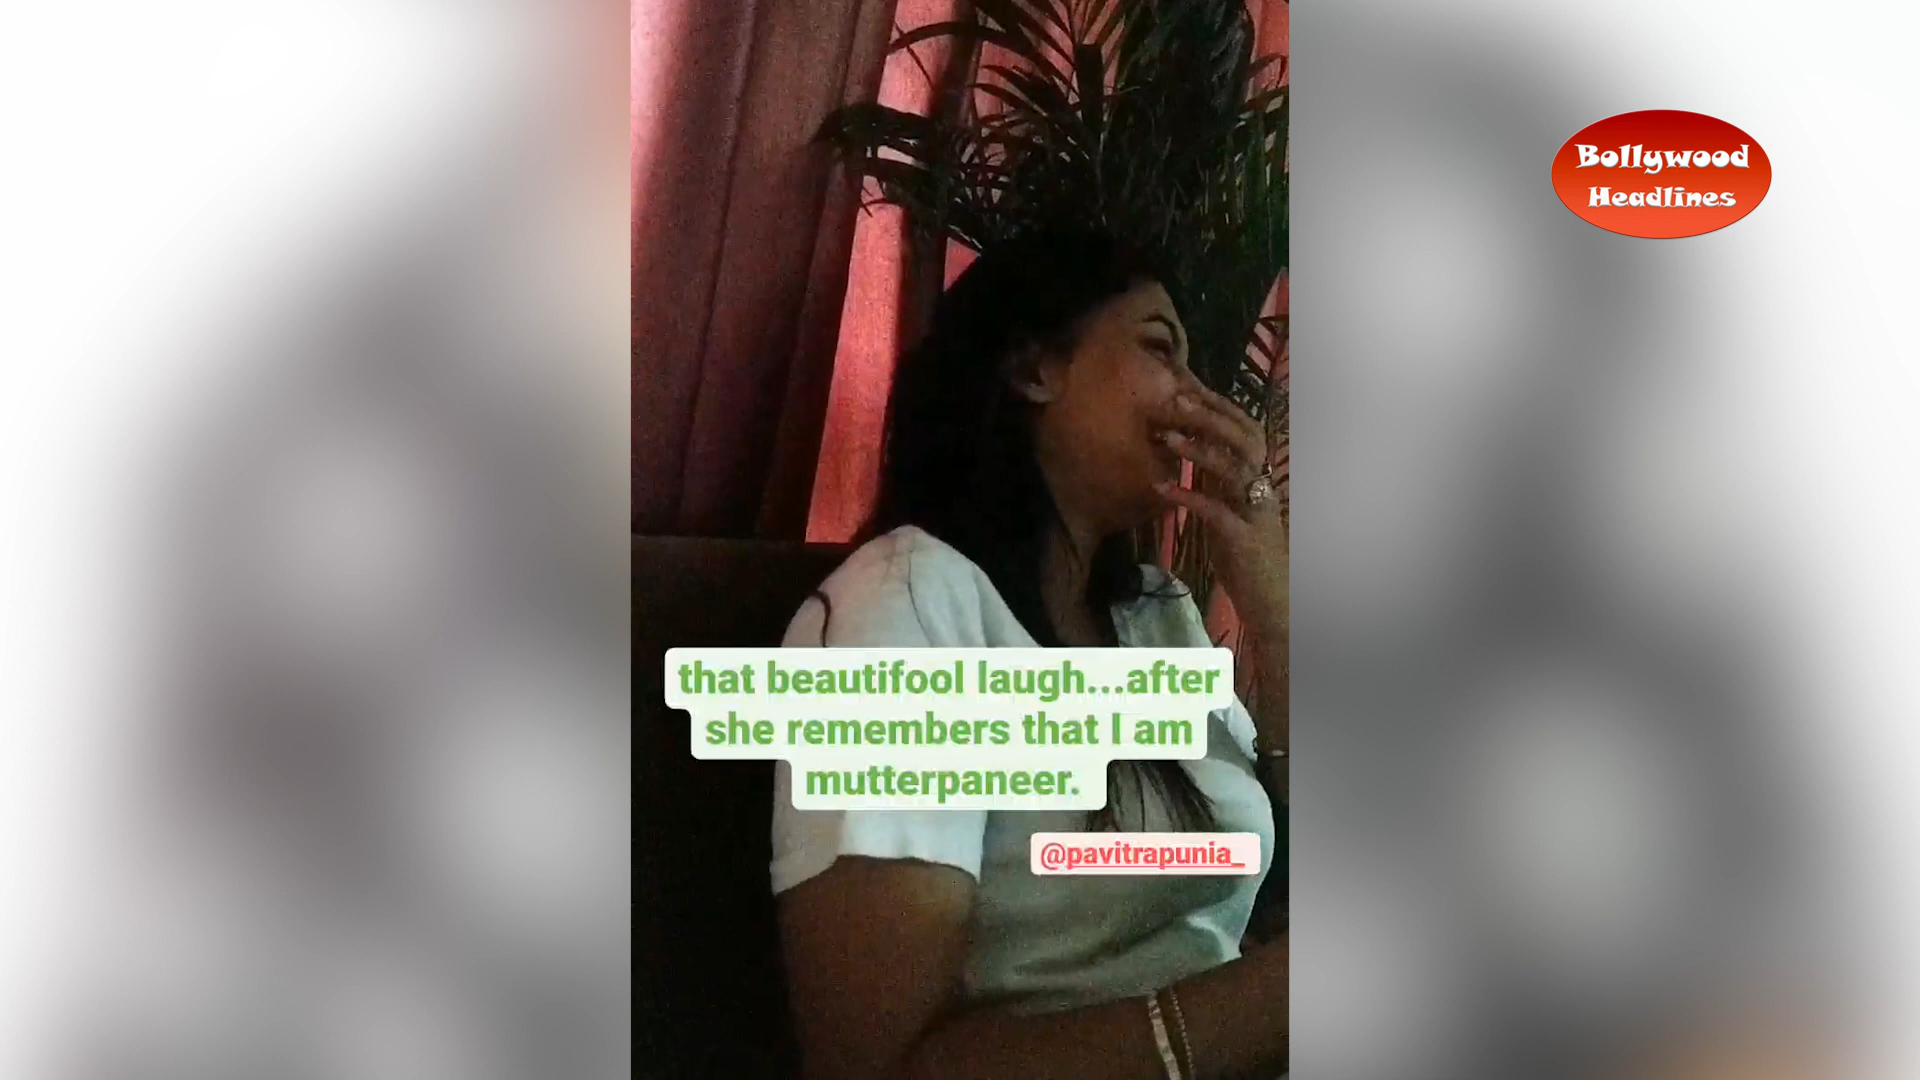 Bollywood
Headlines
that beautifool laugh...after
she remembers that I am
mutterpaneer.
@pavitrapunia_